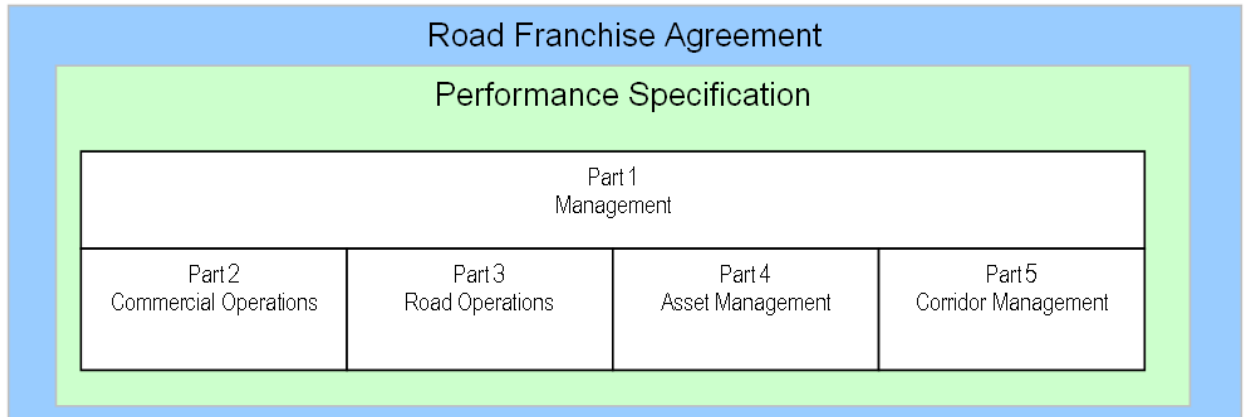 Road Franchise Agreement
Performance Specification
Part 1
Management
Part 2
Commercial Operations
Part 3
Road Operations
Part 4
Asset Management
Part 5
Corridor Management